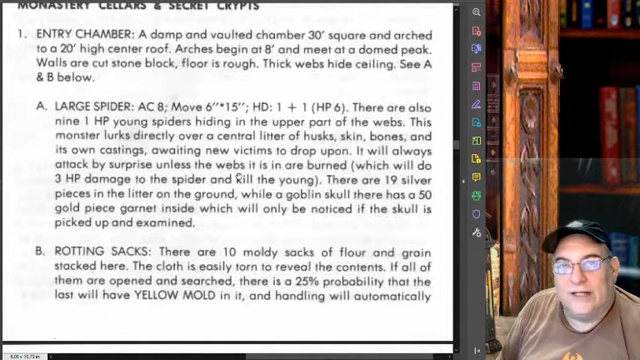 MONASTERY CELLARS & SECRET CRYPTS
1. ENTRY CHAMBER: A damp and vaulted chamber 30' square and arched
to a 20' high center roof. Arches begin at 8' and meet at a domed peak.
Walls are cut stone block, floor is rough. Thick webs hide ceiling. See A
& B below.
A. LARGE SPIDER: AC 8; Move 6"*15"; HD: 1 + 1 (HP 6). There are also
nine 1 HP young spiders hiding in the upper part of the webs. This
monster lurks directly over a central litter of husks, skin, bones, and
its own castings, awaiting new victims to drop upon. It will always
attack by surprise unless the webs it is in are burned (which will do
3 HP damage to the spider and kill the young). There are 19 silver
pieces in the litter on the ground, while a goblin skull there has a 50
gold piece garnet inside which will only be noticed if the skull is
picked up and examined.
B. ROTTING SACKS: There are 10 moldy sacks of flour and grain
stacked here. The cloth is easily torn to reveal the contents. If all of
them are opened and searched, there is a 25% probability that the
last will have YELLOW MOLD in it, and handling will automatically